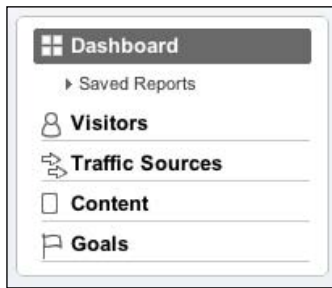 Dashboard
Saved Reports
Visitors
Traffic Sources
Content
Goals